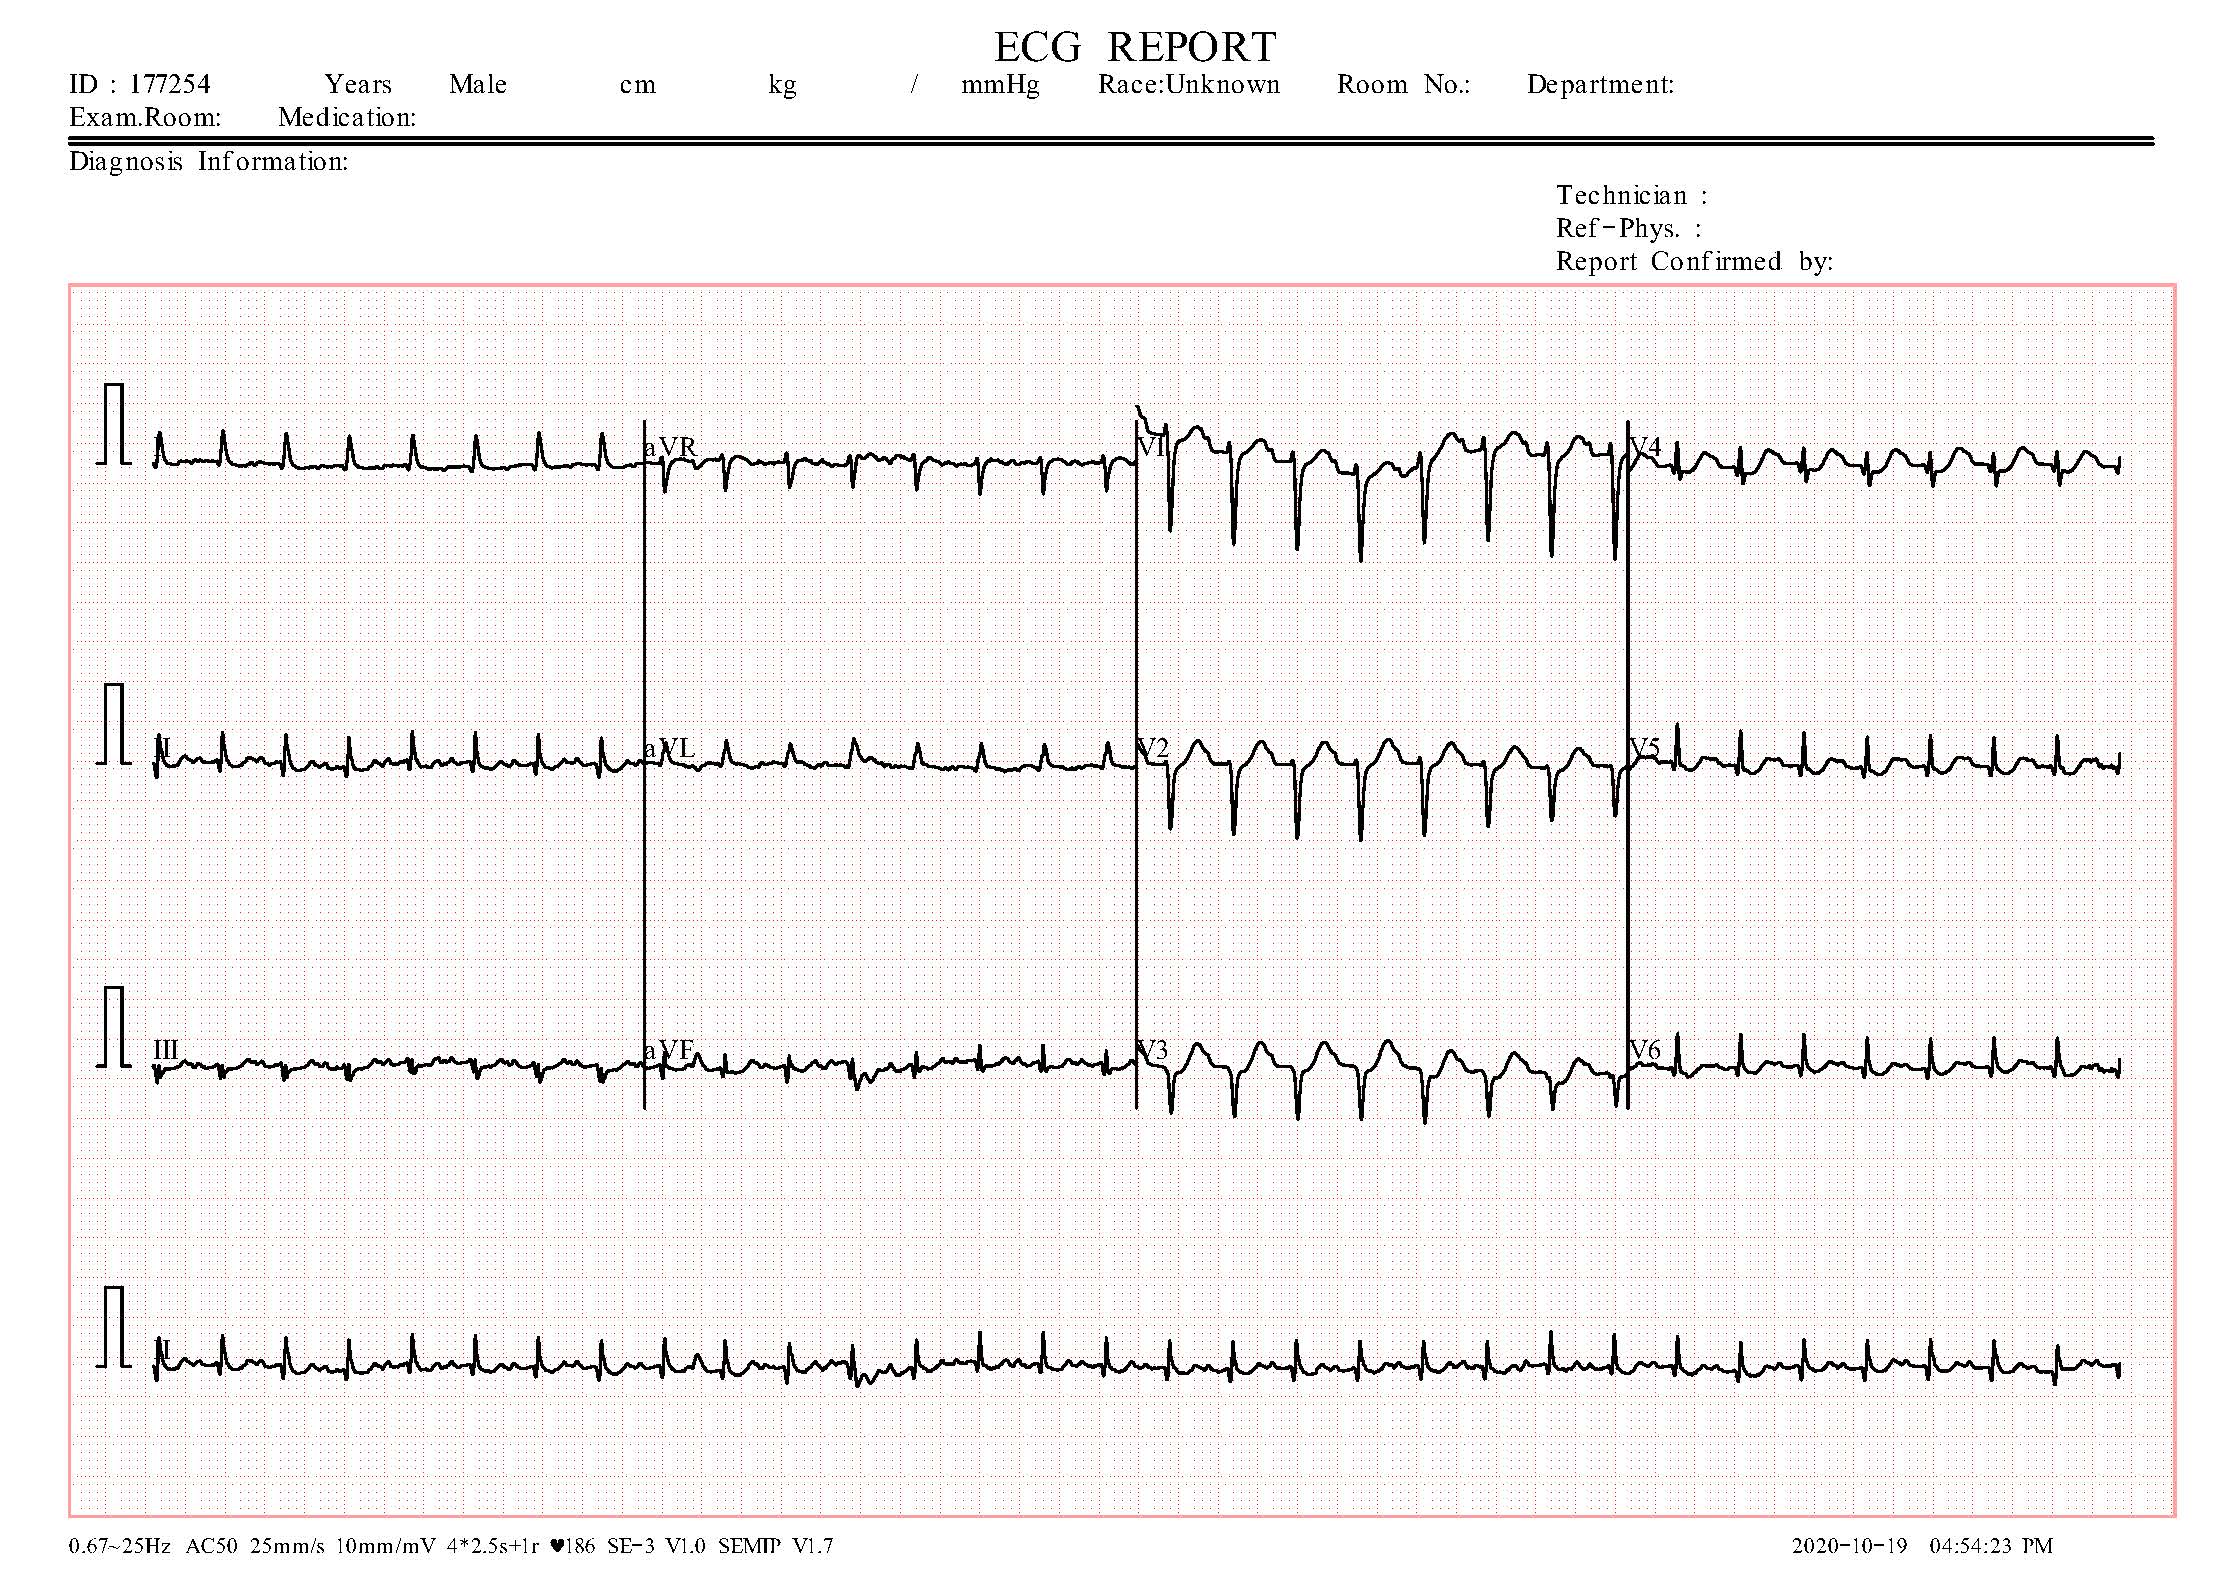 ECG REPORT
ID : 177254 Years Male cm kg / mmHg Race:Unknown Room No.: Department:
Exam.Room: Medication:
Diagnosis Information:
Technician :
Ref-Phys. :
Report Confirmed by:
I aVR V1 V4
II aVL V2 V5
III aVF V3 V6
II
0.67~25Hz AC50 25mm/s 10mm/mV 4*2.5s+1r ♥186 SE-3 V1.0 SEMIP V1.7
2020-10-19 04:54:23 PM